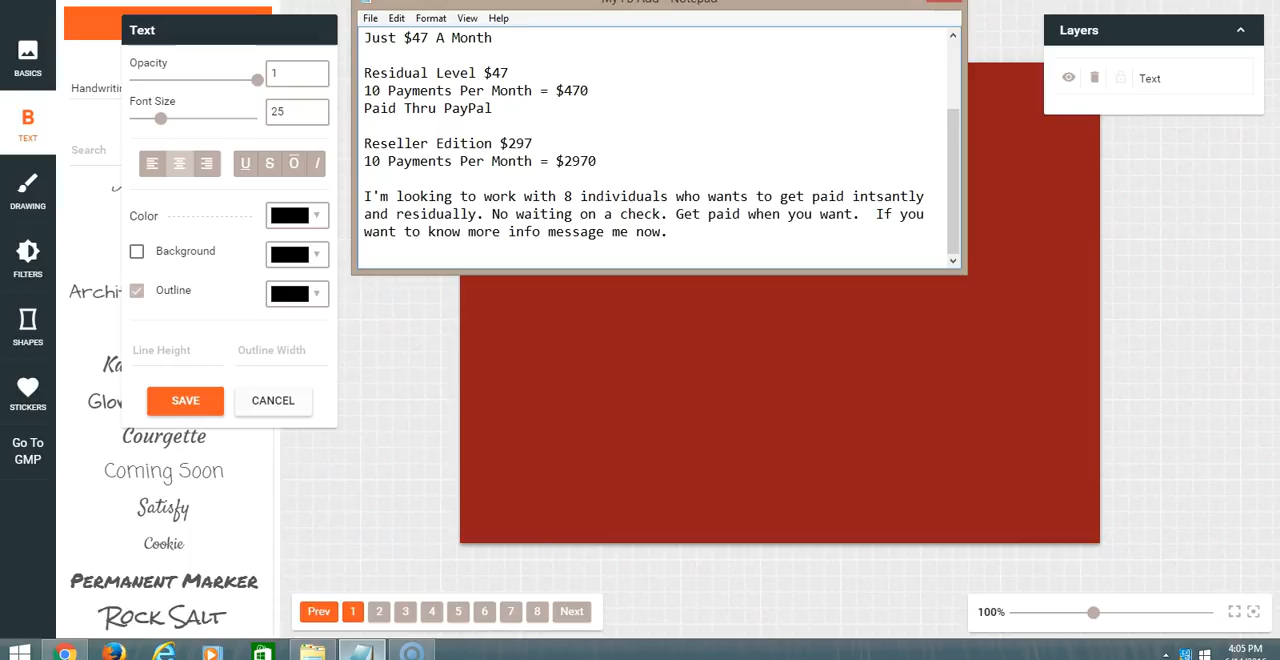 My FB Add - Notepad
File Edit Format View Help
Just $47 A Month
Residual Level $47
10 Payments Per Month = $470
Paid Thru PayPal
Reseller Edition $297
10 Payments Per Month = $2970
I'm looking to work with 8 individuals who wants to get paid intsantly
and residually. No waiting on a check. Get paid when you want. If you
want to know more info message me now.
BASICS
B
TEXT
DRAWING
FILTERS
SHAPES
STICKERS
Go To
GMP
Handwriti
Search
Archi
Ka
Glov
Courgette
Coming Soon
Satisfy
Cookie
PERMANENT MARKER
ROCK SALT
Text
Opacity
1
Font Size
25
U S O I
Color
Background
Outline
Line Height Outline Width
SAVE CANCEL
Layers
Text
Prev 1 2 3 4 5 6 7 8 Next
100%
4:05 PM